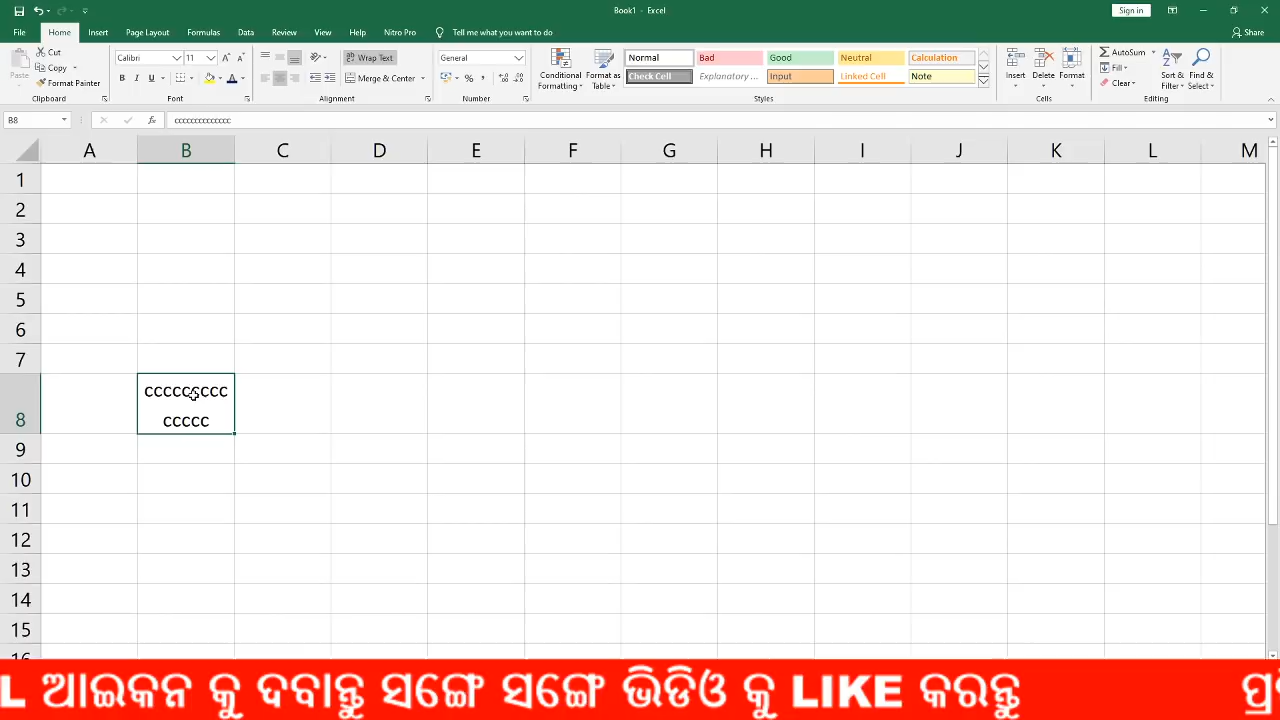 Book1 - Excel
Sign in
File Home Insert Page Layout Formulas Data Review View Help Nitro Pro Tell me what you want to do Share
Paste
Cut
Copy
Format Painter
Clipboard
Calibri 11
B I U
Font
Wrap Text
Merge & Center
Alignment
General
Number
Conditional Formatting
Format as Table
Normal Bad Good Neutral Calculation
Check Cell Explanatory ... Input Linked Cell Note
Styles
Insert Delete Format
Cells
AutoSum
Fill
Clear
Sort & Filter
Find & Select
Editing
B8 fx cccccccccccccc
A B C D E F G H I J K L M
1
2
3
4
5
6
7
ccccccccc
8 ccccc
9
10
11
12
13
14
15
16
L ଆଇକନ କୁ ଦବାନ୍ତୁ ସଙ୍ଗେ ସଙ୍ଗେ ଭିଡିଓ କୁ LIKE କରନ୍ତୁ